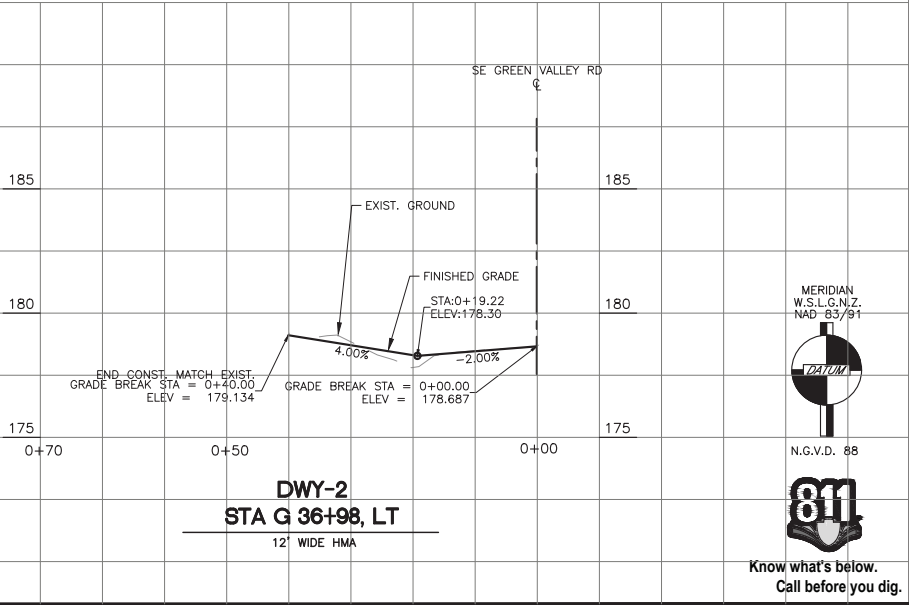 SE GREEN VALLEY RD
℄
185
185
EXIST. GROUND
FINISHED GRADE
STA:0+19.22
ELEV:178.30
180
180
MERIDIAN
W.S.L.G.N.Z.
NAD 83/91
4.00%
-2.00%
DATUM
END CONST. MATCH EXIST.
GRADE BREAK STA = 0+40.00
ELEV = 179.134
GRADE BREAK STA = 0+00.00
ELEV = 178.687
175
175
0+70
0+50
0+00
N.G.V.D. 88
DWY-2
STA G 36+98, LT
12' WIDE HMA
811
Know what's below.
Call before you dig.